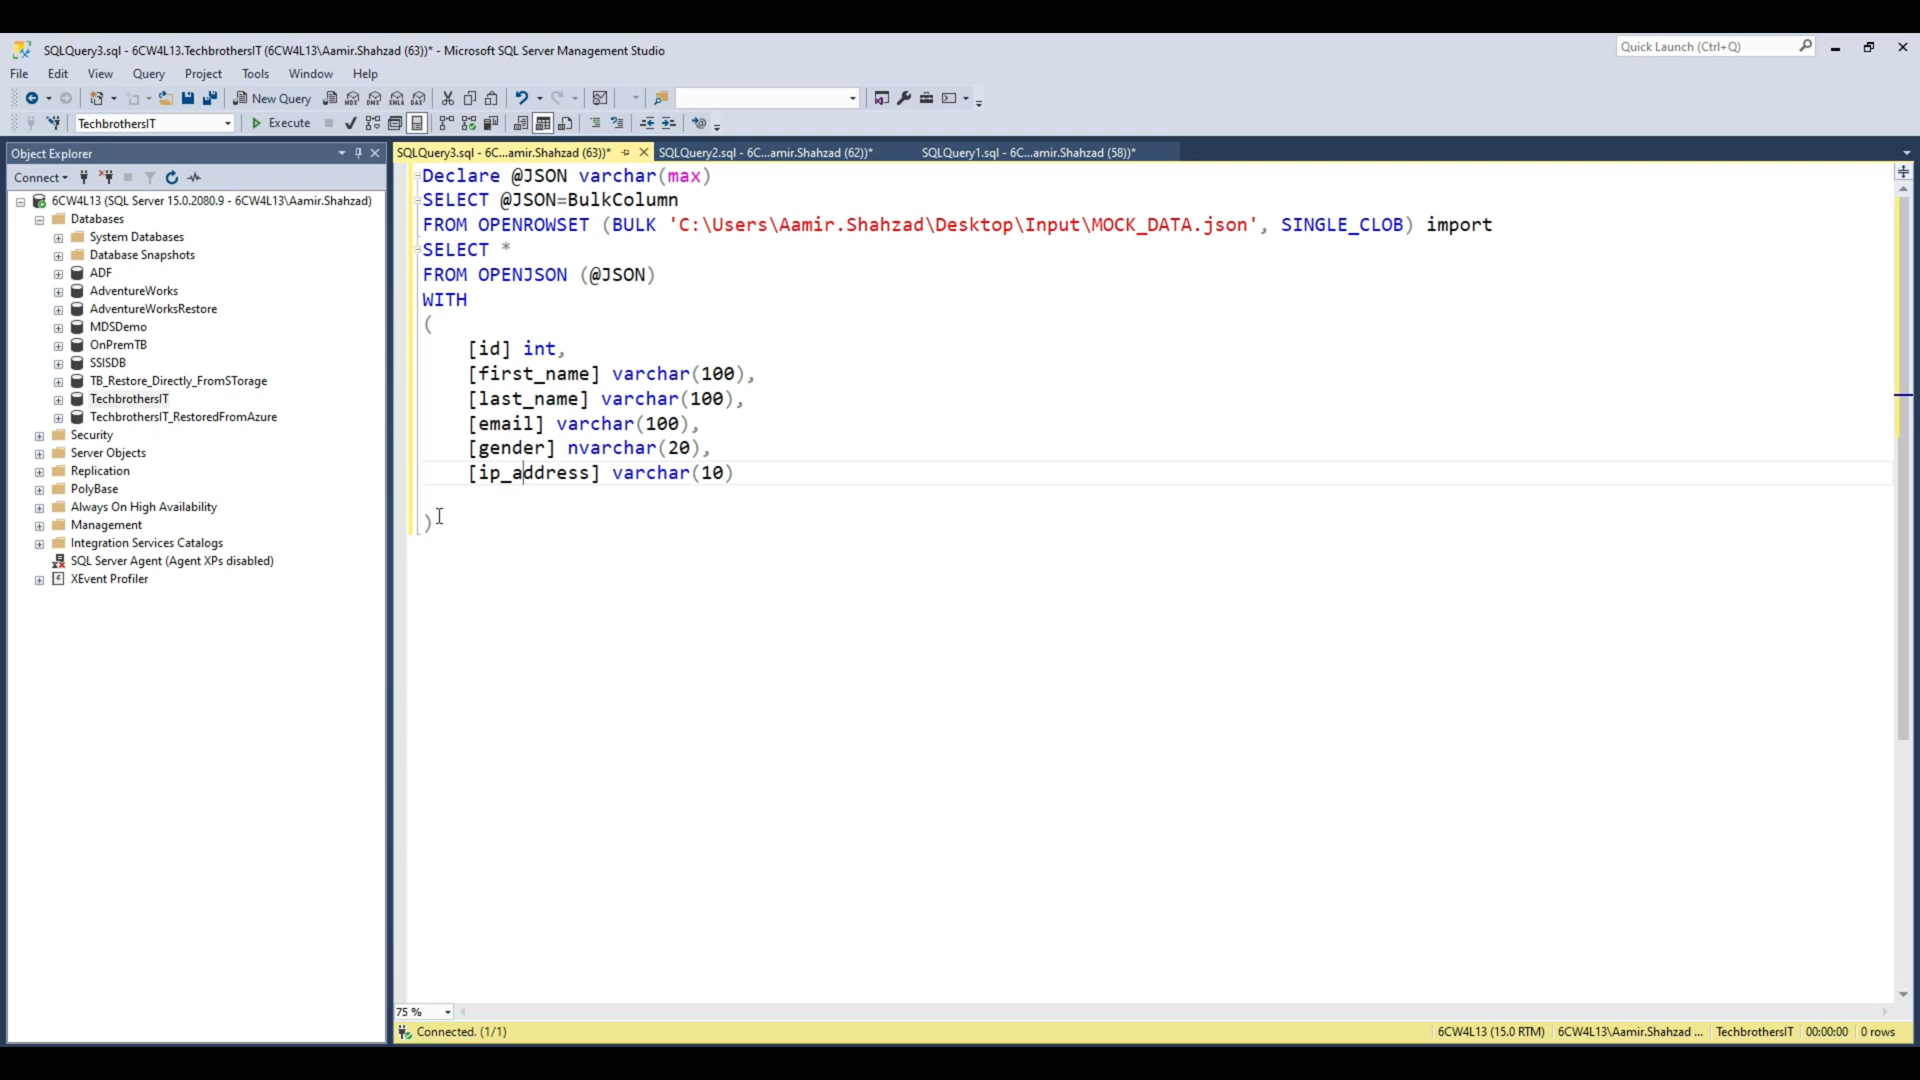 SQLQuery3.sql - 6CW4L13.TechbrothersIT (6CW4L13\Aamir.Shahzad (63))* - Microsoft SQL Server Management Studio
Quick Launch (Ctrl+Q)
File Edit View Query Project Tools Window Help
New Query
TechbrothersIT
Execute
Object Explorer
SQLQuery3.sql - 6C...amir.Shahzad (63))*
SQLQuery2.sql - 6C...amir.Shahzad (62))*
SQLQuery1.sql - 6C...amir.Shahzad (58))*
Connect
6CW4L13 (SQL Server 15.0.2080.9 - 6CW4L13\Aamir.Shahzad)
Databases
System Databases
Database Snapshots
ADF
AdventureWorks
AdventureWorksRestore
MDSDemo
OnPremTB
SSISDB
TB_Restore_Directly_FromSTorage
TechbrothersIT
TechbrothersIT_RestoredFromAzure
Security
Server Objects
Replication
PolyBase
Always On High Availability
Management
Integration Services Catalogs
SQL Server Agent (Agent XPs disabled)
XEvent Profiler
Declare @JSON varchar(max)
SELECT @JSON=BulkColumn
FROM OPENROWSET (BULK 'C:\Users\Aamir.Shahzad\Desktop\Input\MOCK_DATA.json', SINGLE_CLOB) import
SELECT *
FROM OPENJSON (@JSON)
WITH
(
[id] int,
[first_name] varchar(100),
[last_name] varchar(100),
[email] varchar(100),
[gender] nvarchar(20),
[ip_address] varchar(10)
)
75 %
Connected. (1/1)
6CW4L13 (15.0 RTM)
6CW4L13\Aamir.Shahzad ...
TechbrothersIT
00:00:00
0 rows